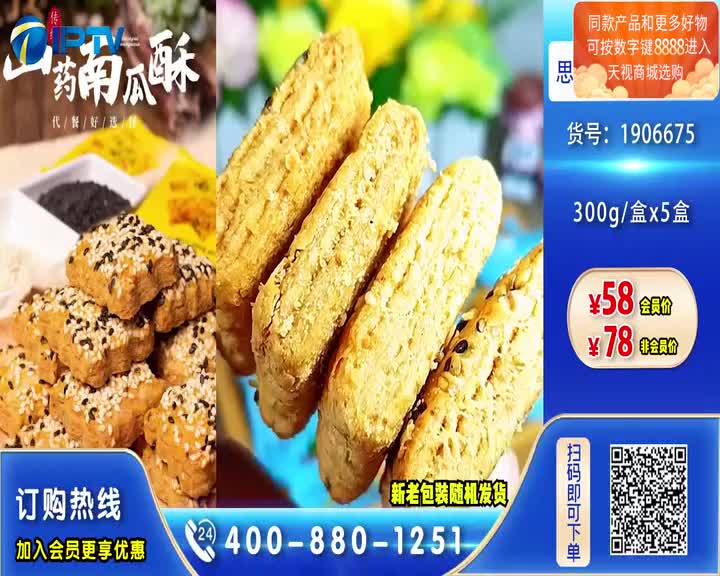 IPTV
传统
山药南瓜酥
代/餐/好/选/择
同款产品和更多好物
可按数字键8888进入
天视商城选购
思
货号：1906675
300g/盒x5盒
¥58 会员价
¥78 非会员价
新老包装随机发货
订购热线
加入会员更享优惠
24
400-880-1251
扫码即可下单